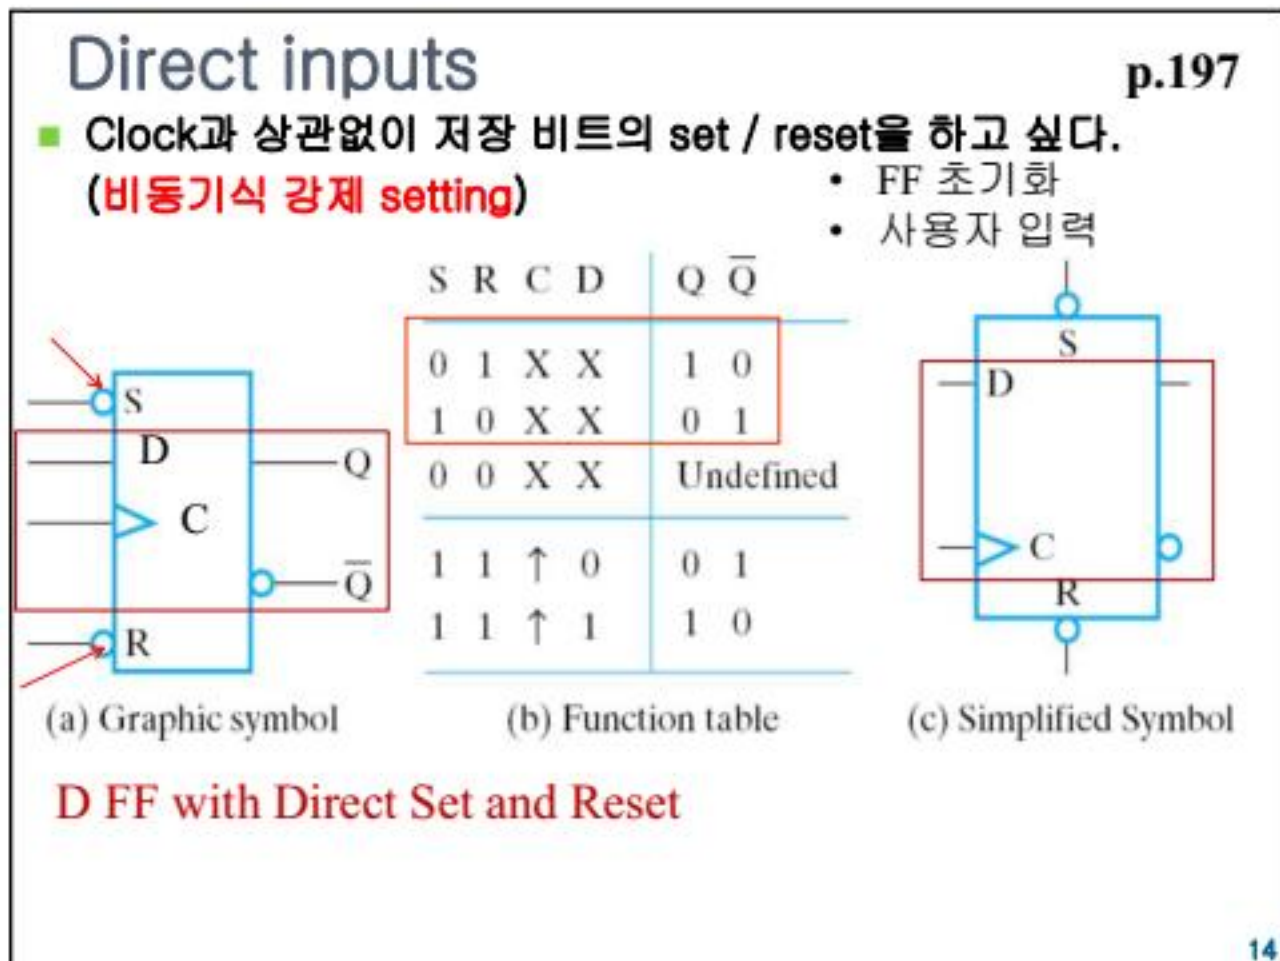 Direct inputs
p.197
Clock과 상관없이 저장 비트의 set / reset을 하고 싶다.
(비동기식 강제 setting)
• FF 초기화
• 사용자 입력
S R C D Q Q̅
0 1 X X 1 0
1 0 X X 0 1
0 0 X X Undefined
1 1 ↑ 0 0 1
1 1 ↑ 1 1 0
S
D
C
R
Q
Q̅
S
D
C
R
(a) Graphic symbol
(b) Function table
(c) Simplified Symbol
D FF with Direct Set and Reset
14